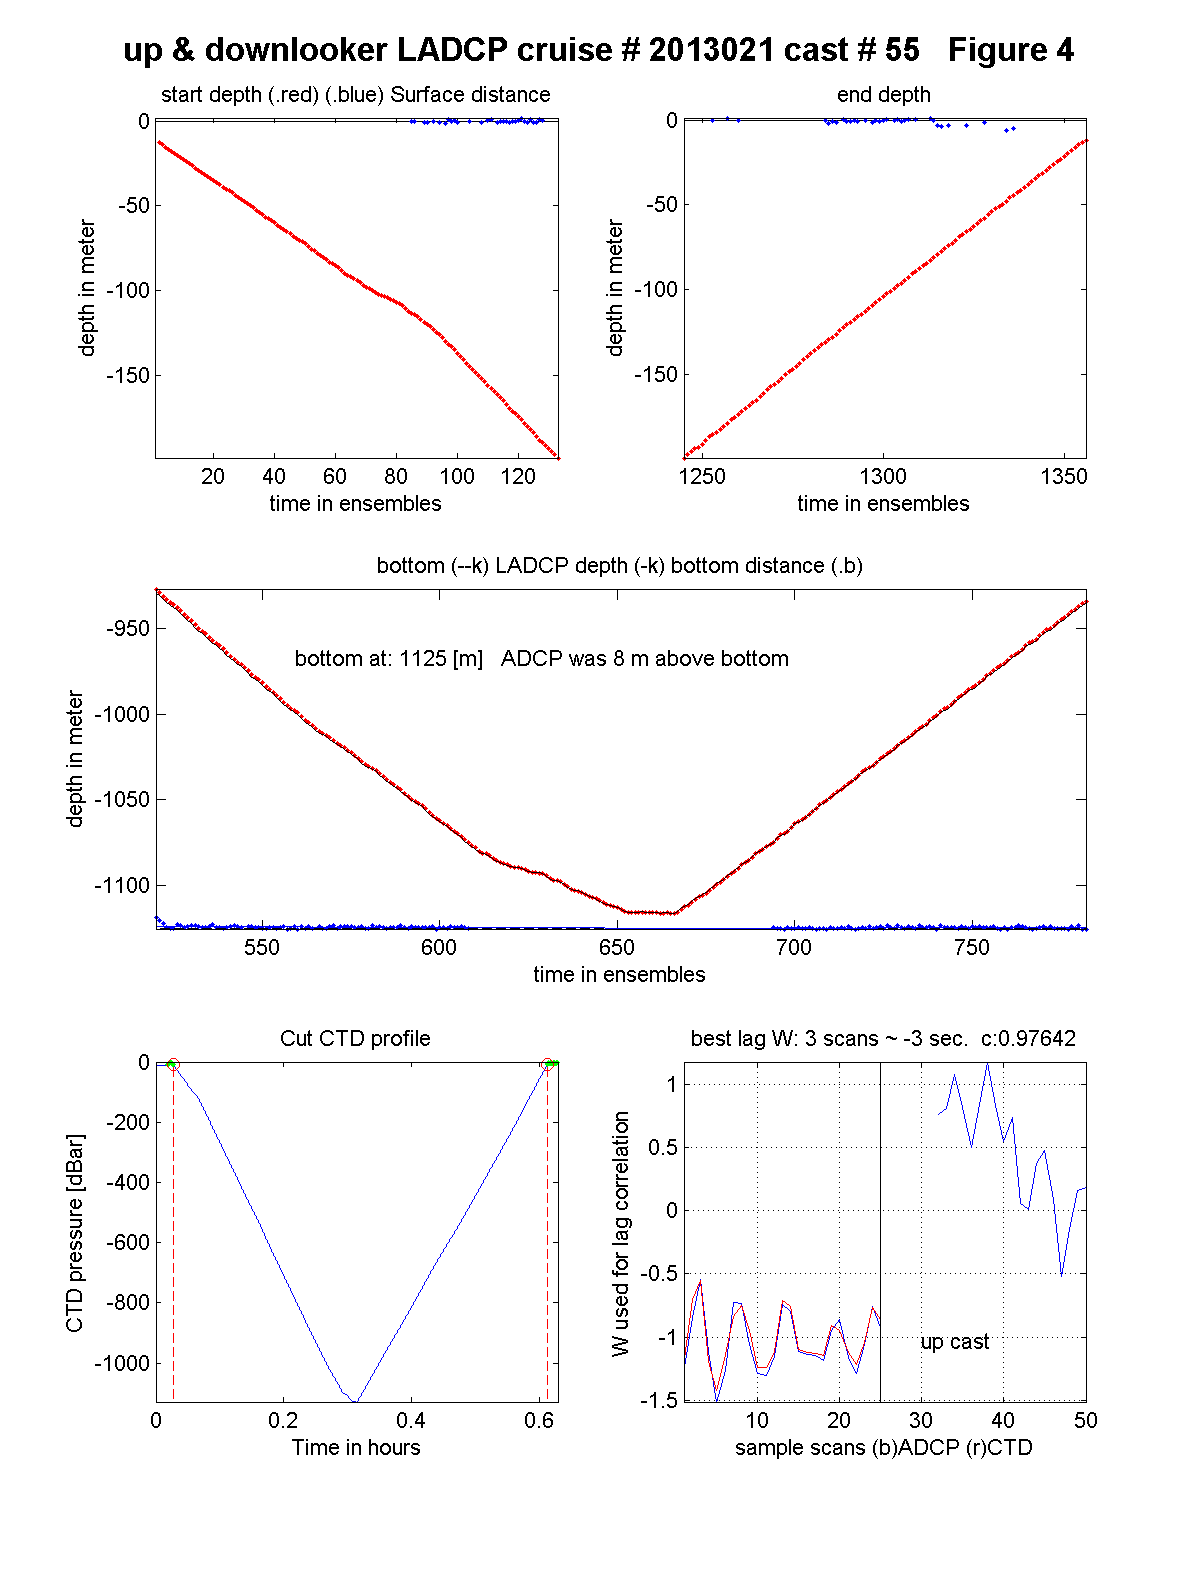 up & downlooker LADCP cruise # 2013021 cast # 55   Figure 4
start depth (.red) (.blue) Surface distance
0
-50
-100
-150
depth in meter
20 40 60 80 100 120
time in ensembles
end depth
0
-50
-100
-150
depth in meter
1250 1300 1350
time in ensembles
bottom (--k) LADCP depth (-k) bottom distance (.b)
bottom at: 1125 [m]   ADCP was 8 m above bottom
-950
-1000
-1050
-1100
depth in meter
550 600 650 700 750
time in ensembles
Cut CTD profile
0
-200
-400
-600
-800
-1000
CTD pressure [dBar]
0 0.2 0.4 0.6
Time in hours
best lag W: 3 scans ~ -3 sec.  c:0.97642
1
0.5
0
-0.5
-1
-1.5
W used for lag correlation
up cast
10 20 30 40 50
sample scans (b)ADCP (r)CTD